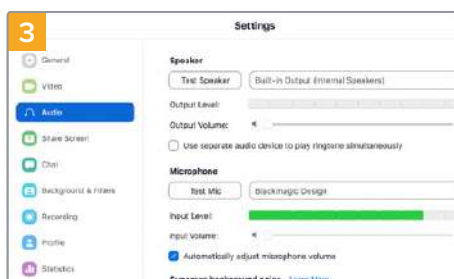 3
Settings
General
Video
Audio
Share Screen
Chat
Background & Filters
Recording
Profile
Statistics
Speaker
Test Speaker
Built-in Output (Internal Speakers)
Output Level:
Output Volume:
Use separate audio device to play ringtone simultaneously
Microphone
Test Mic
Blackmagic Design
Input Level:
Input Volume:
Automatically adjust microphone volume